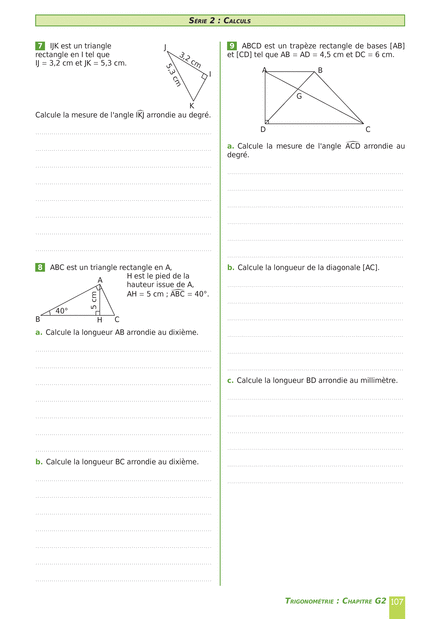 SÉRIE 2 : CALCULS
7 IJK est un triangle
rectangle en I tel que
IJ = 3,2 cm et JK = 5,3 cm.
J
3,2 cm
I
5,3 cm
K
Calcule la mesure de l'angle IKJ arrondie au degré.
8 ABC est un triangle rectangle en A,
H est le pied de la
hauteur issue de A,
AH = 5 cm ; ABC = 40°.
A
5 cm
40°
B
H
C
a. Calcule la longueur AB arrondie au dixième.
b. Calcule la longueur BC arrondie au dixième.
9 ABCD est un trapèze rectangle de bases [AB]
et [CD] tel que AB = AD = 4,5 cm et DC = 6 cm.
A
B
G
D
C
a. Calcule la mesure de l'angle ACD arrondie au
degré.
b. Calcule la longueur de la diagonale [AC].
c. Calcule la longueur BD arrondie au millimètre.
TRIGONOMÉTRIE : CHAPITRE G2 107